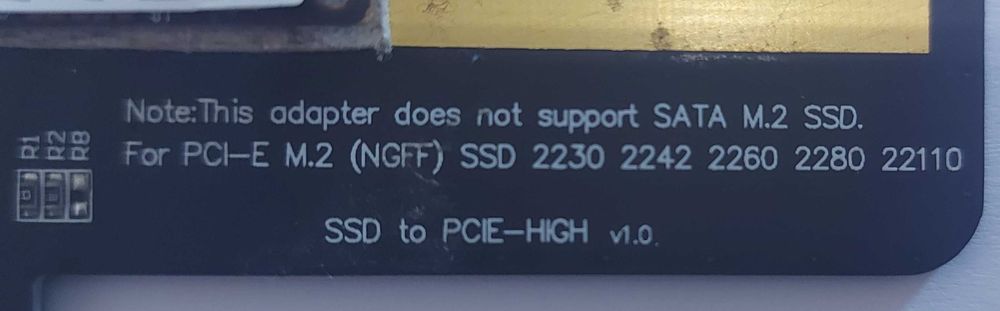 Note:This adapter does not support SATA M.2 SSD.
For PCI-E M.2 (NGFF) SSD 2230 2242 2260 2280 22110
SSD to PCIE-HIGH v1.0.
R1
R2
R8